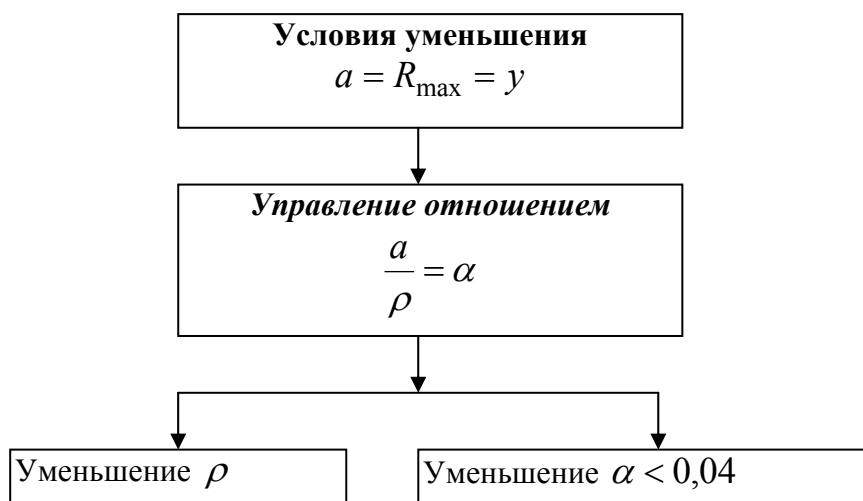 Условия уменьшения
a = R_max = y
Управление отношением
a/ρ = α
Уменьшение ρ
Уменьшение α < 0,04